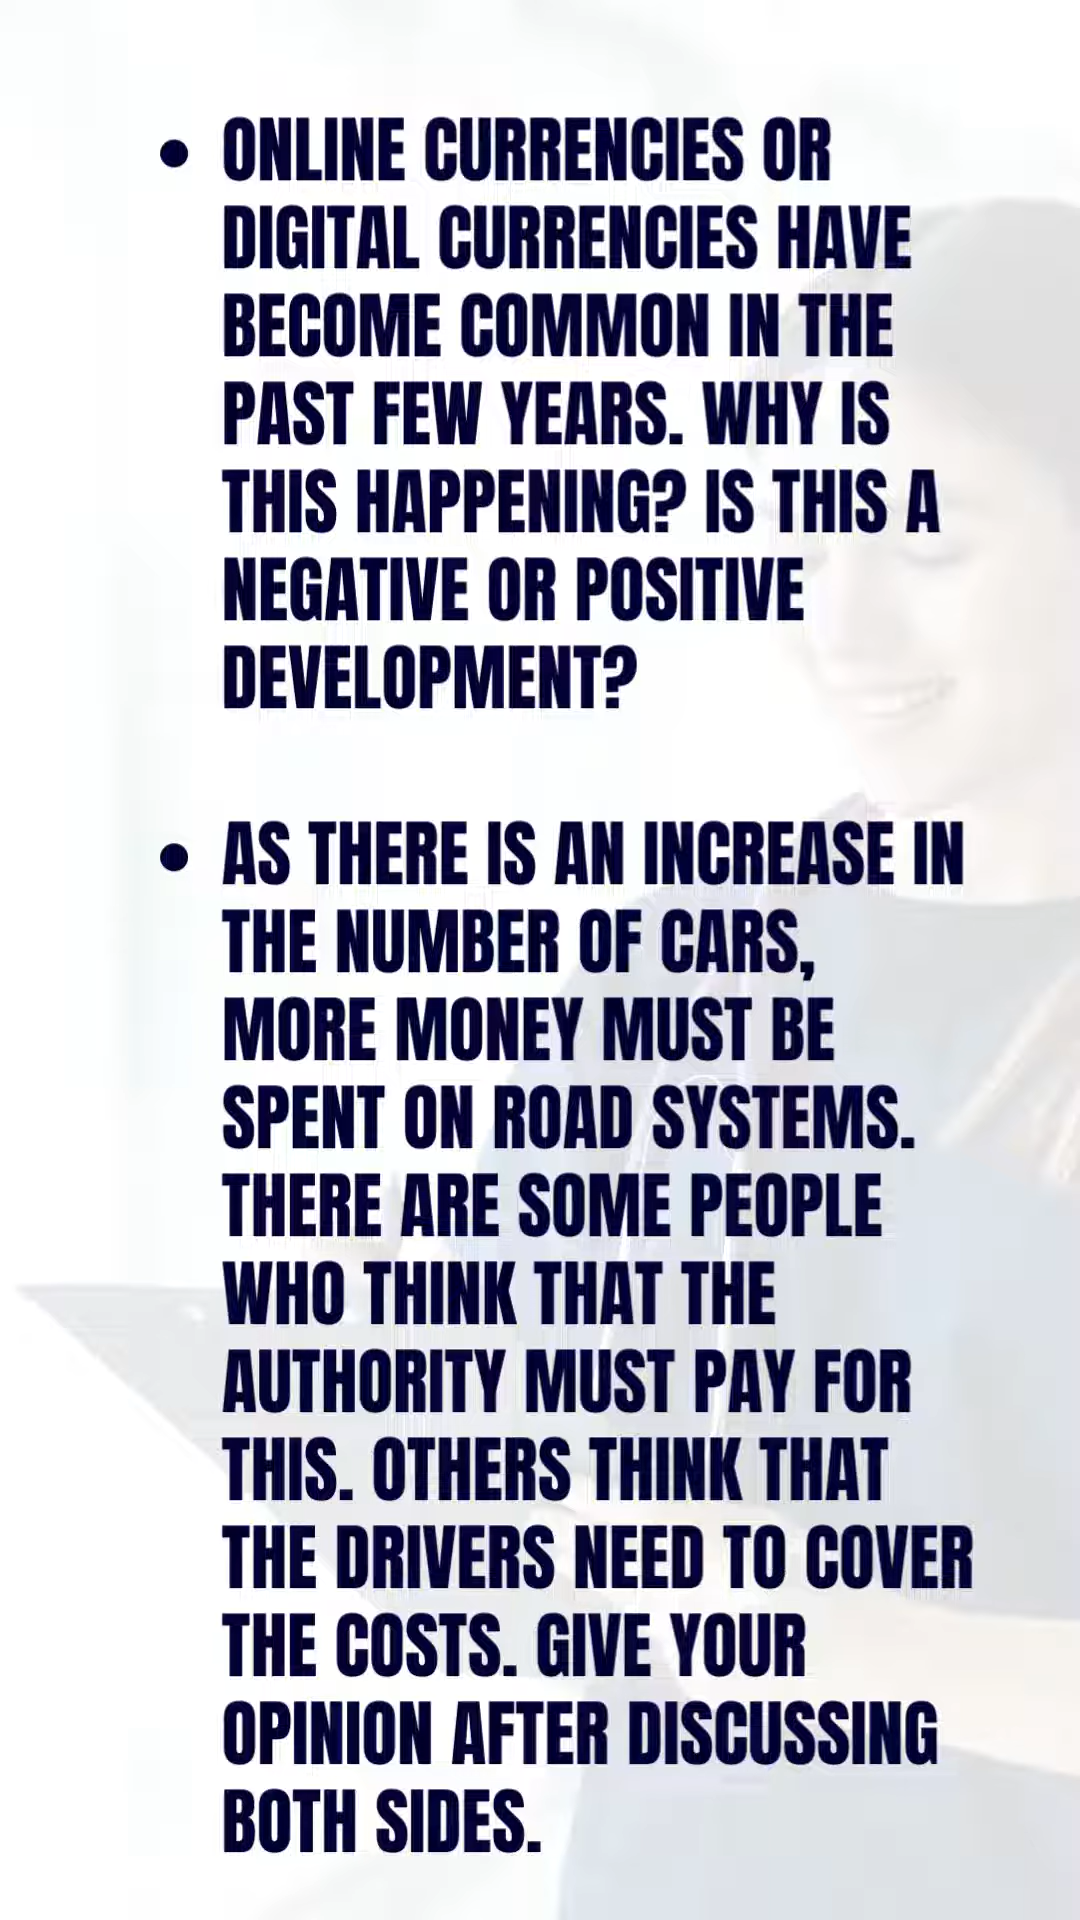 • ONLINE CURRENCIES OR
DIGITAL CURRENCIES HAVE
BECOME COMMON IN THE
PAST FEW YEARS. WHY IS
THIS HAPPENING? IS THIS A
NEGATIVE OR POSITIVE
DEVELOPMENT?
• AS THERE IS AN INCREASE IN
THE NUMBER OF CARS,
MORE MONEY MUST BE
SPENT ON ROAD SYSTEMS.
THERE ARE SOME PEOPLE
WHO THINK THAT THE
AUTHORITY MUST PAY FOR
THIS. OTHERS THINK THAT
THE DRIVERS NEED TO COVER
THE COSTS. GIVE YOUR
OPINION AFTER DISCUSSING
BOTH SIDES.